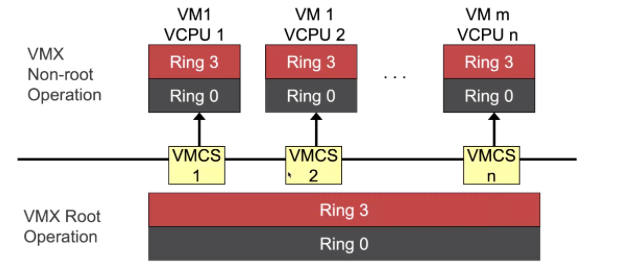 VM1
VCPU 1
VM 1
VCPU 2
VM m
VCPU n
VMX
Non-root
Operation
Ring 3
Ring 3
. . .
Ring 3
Ring 0
Ring 0
Ring 0
VMCS
1
VMCS
2
VMCS
n
VMX Root
Operation
Ring 3
Ring 0